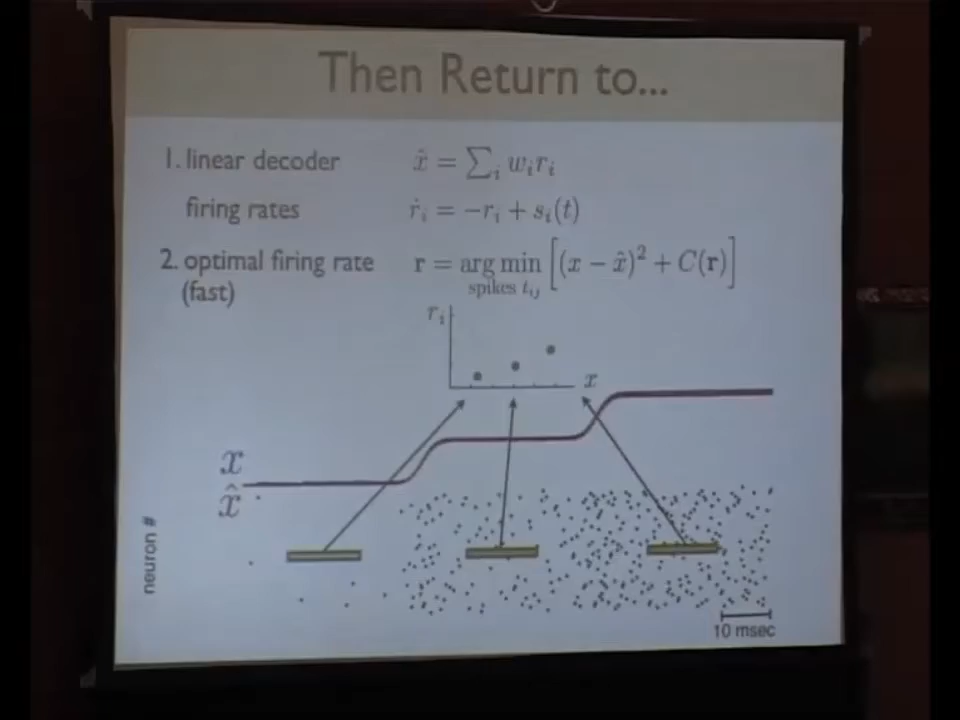 Then Return to...
1. linear decoder x̂ = ∑ᵢ wᵢrᵢ
firing rates ṙᵢ = −rᵢ + sᵢ(t)
2. optimal firing rate r = arg min [(x − x̂)² + C(r)]
(fast) spikes tᵢⱼ
rᵢ
x
x
x̂
neuron #
10 msec